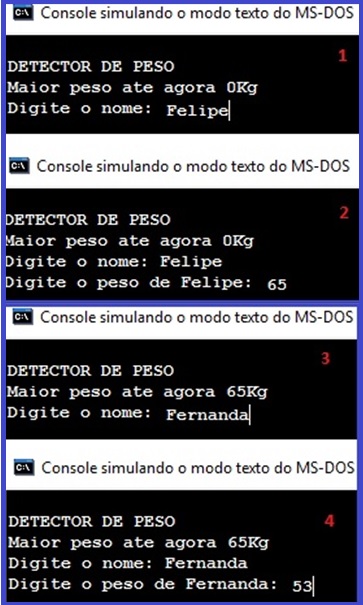 Console simulando o modo texto do MS-DOS
1
DETECTOR DE PESO
Maior peso ate agora 0Kg
Digite o nome: Felipe
Console simulando o modo texto do MS-DOS
2
DETECTOR DE PESO
Maior peso ate agora 0Kg
Digite o nome: Felipe
Digite o peso de Felipe: 65
Console simulando o modo texto do MS-DOS
3
DETECTOR DE PESO
Maior peso ate agora 65Kg
Digite o nome: Fernanda
Console simulando o modo texto do MS-DOS
4
DETECTOR DE PESO
Maior peso ate agora 65Kg
Digite o nome: Fernanda
Digite o peso de Fernanda: 53